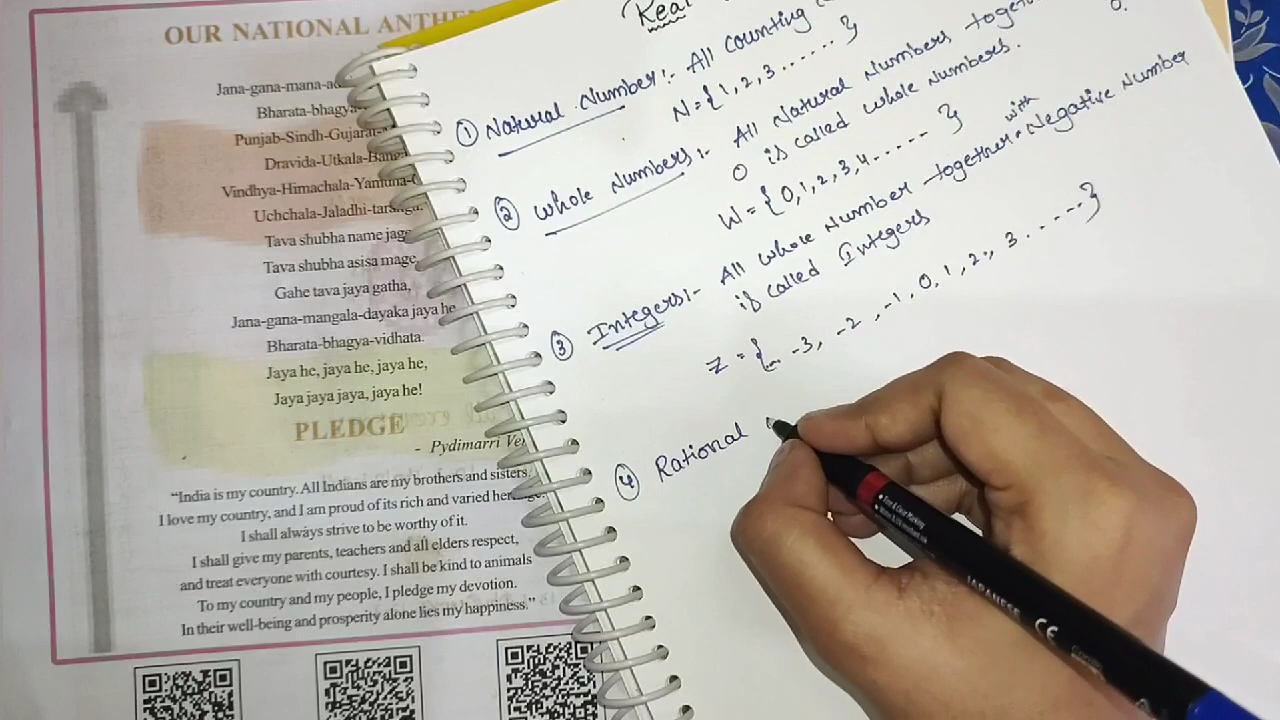 OUR NATIONAL ANTHE
Jana-gana-mana-a
Bharata-bhagya
Punjab-Sindh-Gujarat
Dravida-Utkala-Banga
Vindhya-Himachala-Yamuna-
Uchchala-Jaladhi-taranga.
Tava shubha name jage
Tava shubha asisa mage,
Gahe tava jaya gatha,
Jana-gana-mangala-dayaka jaya he
Bharata-bhagya-vidhata.
Jaya he, jaya he, jaya he,
Jaya jaya jaya, jaya he!
PLEDGE
- Pydimarri Ve
“India is my country. All Indians are my brothers and sisters.
I love my country, and I am proud of its rich and varied heritage.
I shall always strive to be worthy of it.
I shall give my parents, teachers and all elders respect,
and treat everyone with courtesy. I shall be kind to animals
To my country and my people, I pledge my devotion.
In their well-being and prosperity alone lies my happiness.”
Real
① Natural Number :- All counting
N = {1, 2, 3 ...... }
② Whole Numbers :- All Natural Numbers toget
0 is called whole Numbers.
W = {0, 1, 2, 3, 4 ...... }
③ Integers :- All whole Number together with Negative Number
is called Integers
Z = {... -3, -2, -1, 0, 1, 2, 3 ..... }
④ Rational
JAPANESE
CE